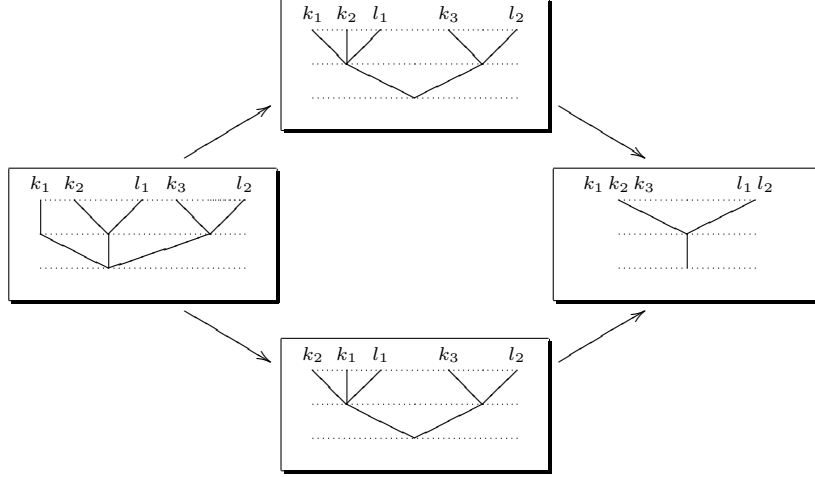 k₁ k₂ l₁ k₃ l₂
k₁ k₂ l₁ k₃ l₂
k₁ k₂ k₃ l₁ l₂
k₂ k₁ l₁ k₃ l₂